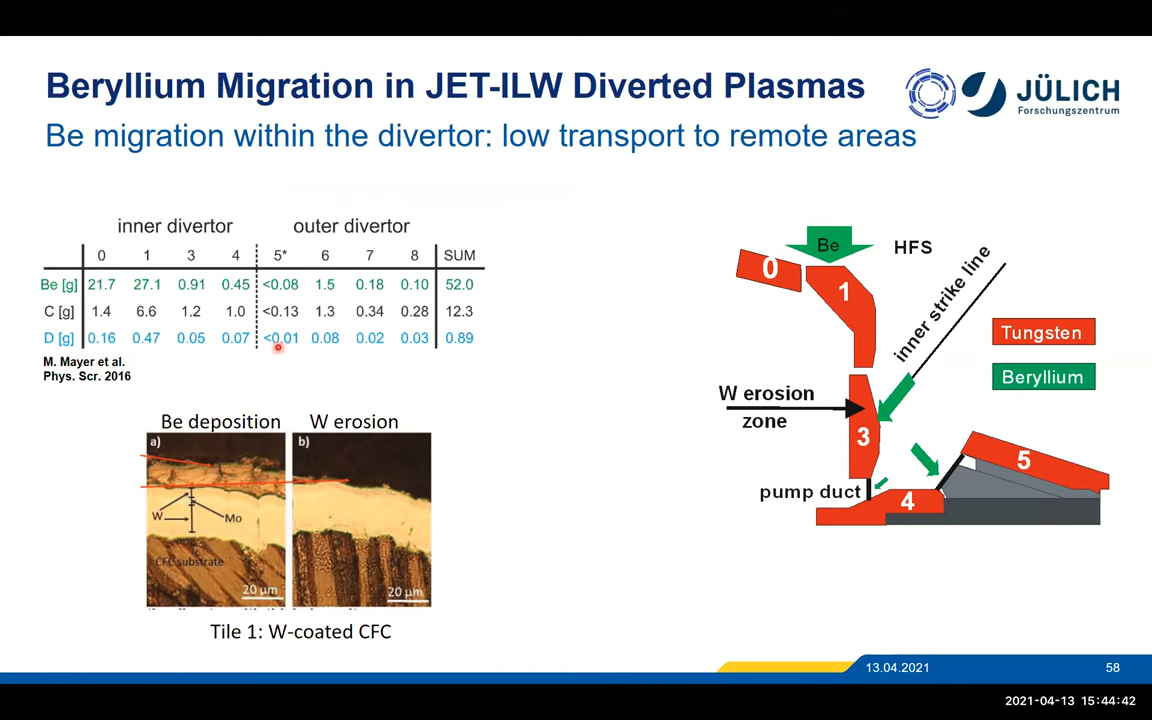 Beryllium Migration in JET-ILW Diverted Plasmas
JÜLICH
Forschungszentrum
Be migration within the divertor: low transport to remote areas
inner divertor outer divertor
0 1 3 4 5* 6 7 8 SUM
Be [g] 21.7 27.1 0.91 0.45 <0.08 1.5 0.18 0.10 52.0
C [g] 1.4 6.6 1.2 1.0 <0.13 1.3 0.34 0.28 12.3
D [g] 0.16 0.47 0.05 0.07 <0.01 0.08 0.02 0.03 0.89
M. Mayer et al.
Phys. Scr. 2016
Be deposition W erosion
a) b)
W Mo
CFC substrate
20 µm 20 µm
Tile 1: W-coated CFC
Be HFS
0
1
inner strike line
Tungsten
Beryllium
W erosion
zone
3
5
pump duct
4
13.04.2021 58
2021-04-13 15:44:42